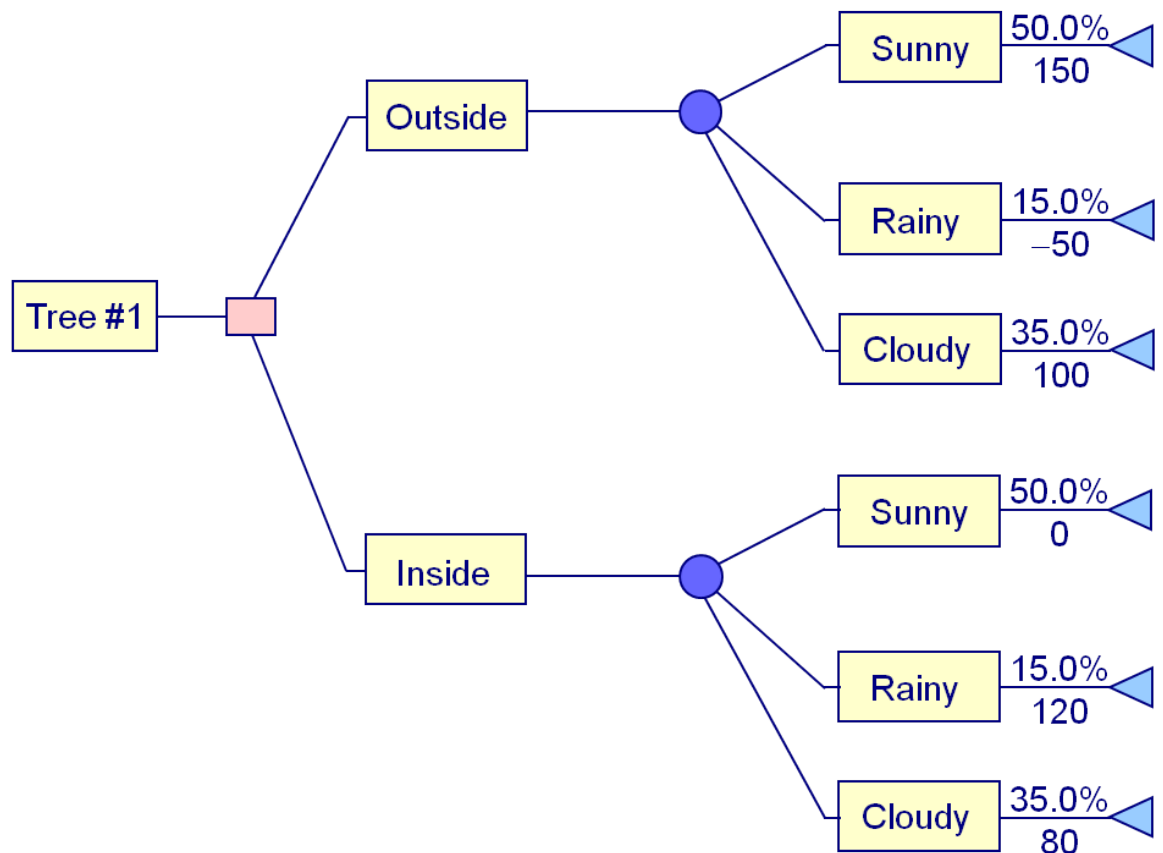 50.0%
Sunny
150
Outside
15.0%
Rainy
–50
Tree #1
35.0%
Cloudy
100
50.0%
Sunny
0
Inside
15.0%
Rainy
120
35.0%
Cloudy
80